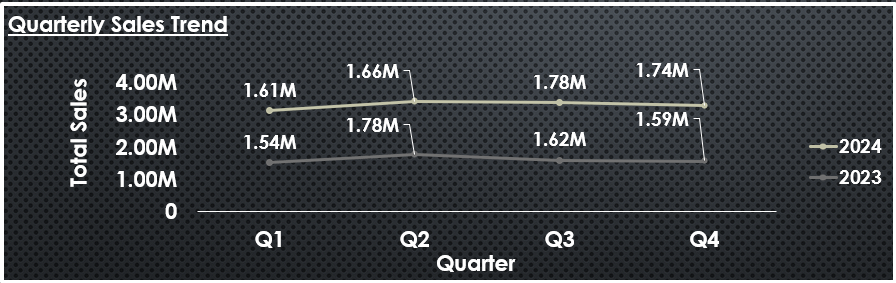 Quarterly Sales Trend
Total Sales
4.00M
3.00M
2.00M
1.00M
0
1.61M
1.66M
1.78M
1.74M
1.54M
1.78M
1.62M
1.59M
Q1
Q2
Q3
Q4
Quarter
2024
2023